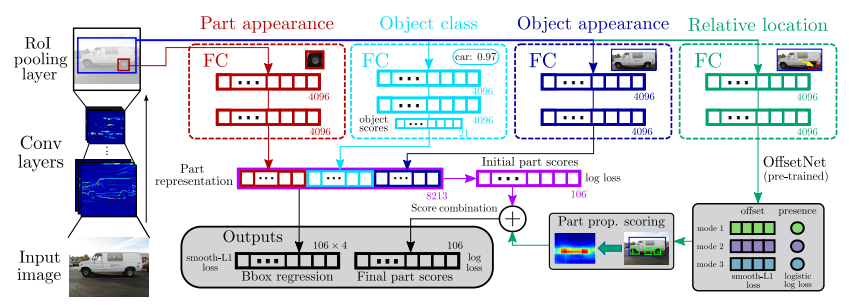 Part appearance
Object class
Object appearance
Relative location
RoI
pooling
layer
FC
4096
4096
FC
car: 0.97
4096
4096
object
scores
21
FC
4096
4096
FC
4096
4096
Conv
layers
Part
representation
8213
Initial part scores
log loss
106
OffsetNet
(pre-trained)
Score combination
Part prop. scoring
offset
presence
mode 1
mode 2
mode 3
smooth-L1
loss
logistic
log loss
Outputs
106 × 4
smooth-L1
loss
Bbox regression
106
log
loss
Final part scores
Input
image